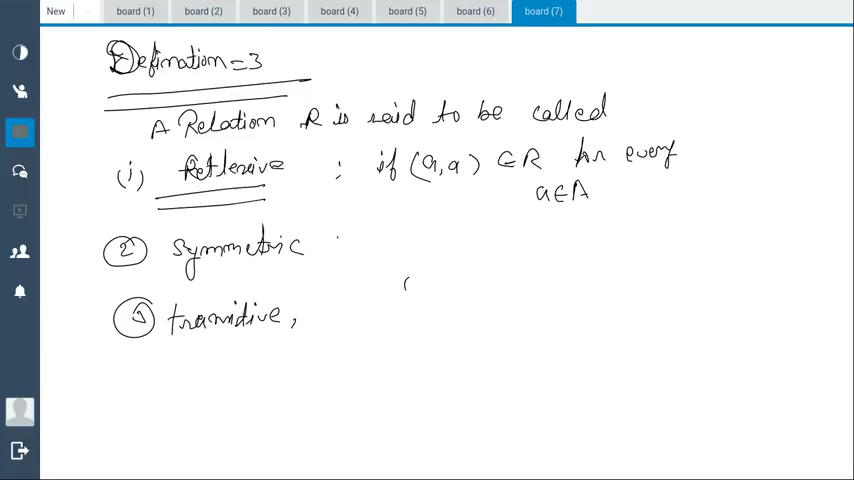 New board (1) board (2) board (3) board (4) board (5) board (6) board (7)
Defination = 3
A Relation R is said to be called
(i) Reflexive ; if (a, a) ∈ R for every
a ∈ A
2 symmetric
3 transidive,